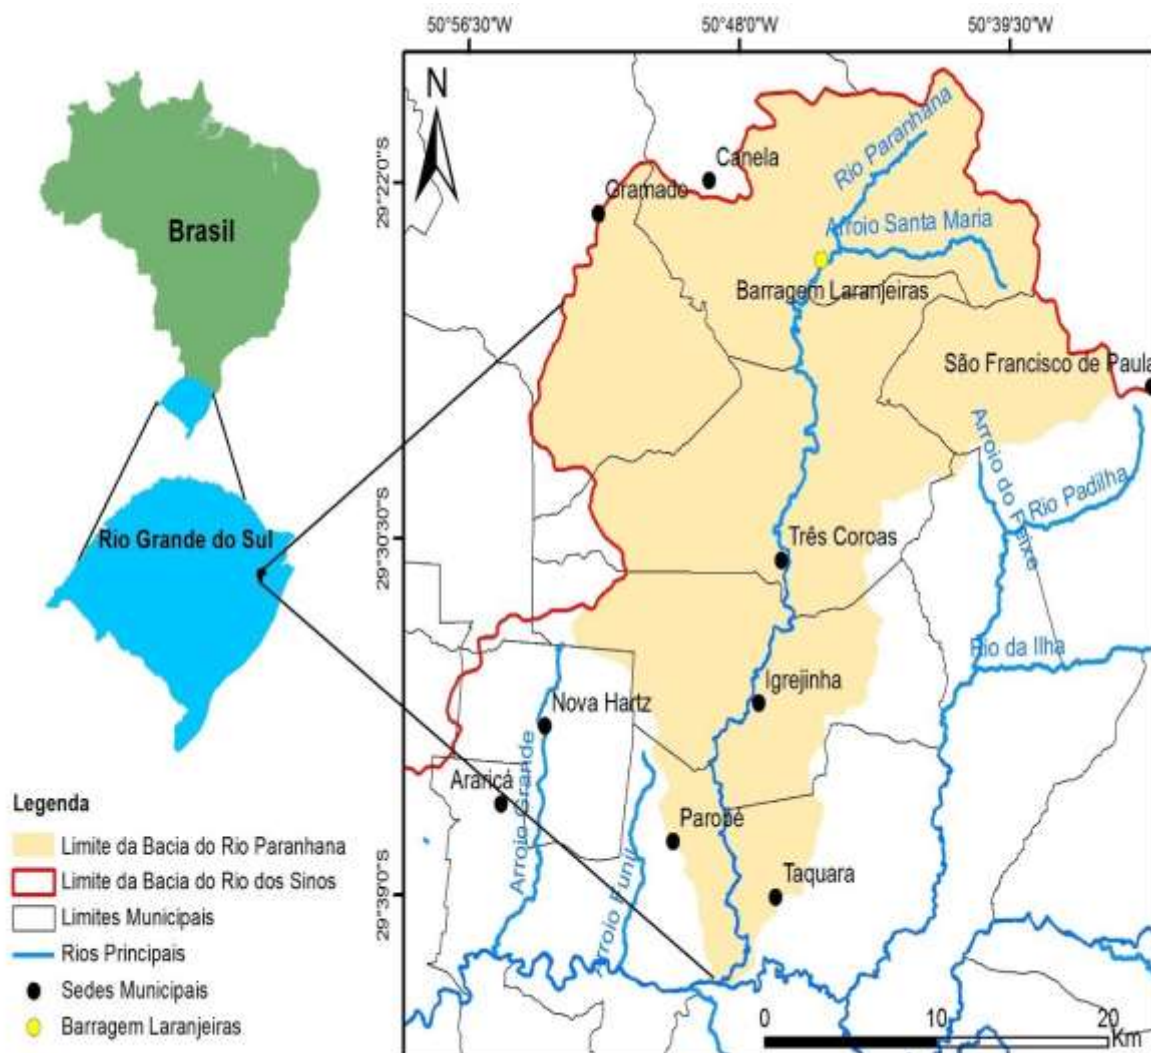 50°56'30"W
50°48'0"W
50°39'30"W
N
29°22'0"S
29°30'30"S
29°39'0"S
Brasil
Rio Grande do Sul
Canela
Gramado
Rio Paranhana
Arroio Santa Maria
Barragem Laranjeiras
São Francisco de Paula
Arroio do Peixe
Rio Padilha
Três Coroas
Rio da Ilha
Igrejinha
Nova Hartz
Arroio Grande
Araricá
Parobé
Arroio Funil
Taquara
Legenda
Limite da Bacia do Rio Paranhana
Limite da Bacia do Rio dos Sinos
Limites Municipais
Rios Principais
Sedes Municipais
Barragem Laranjeiras
0 10 20
Km